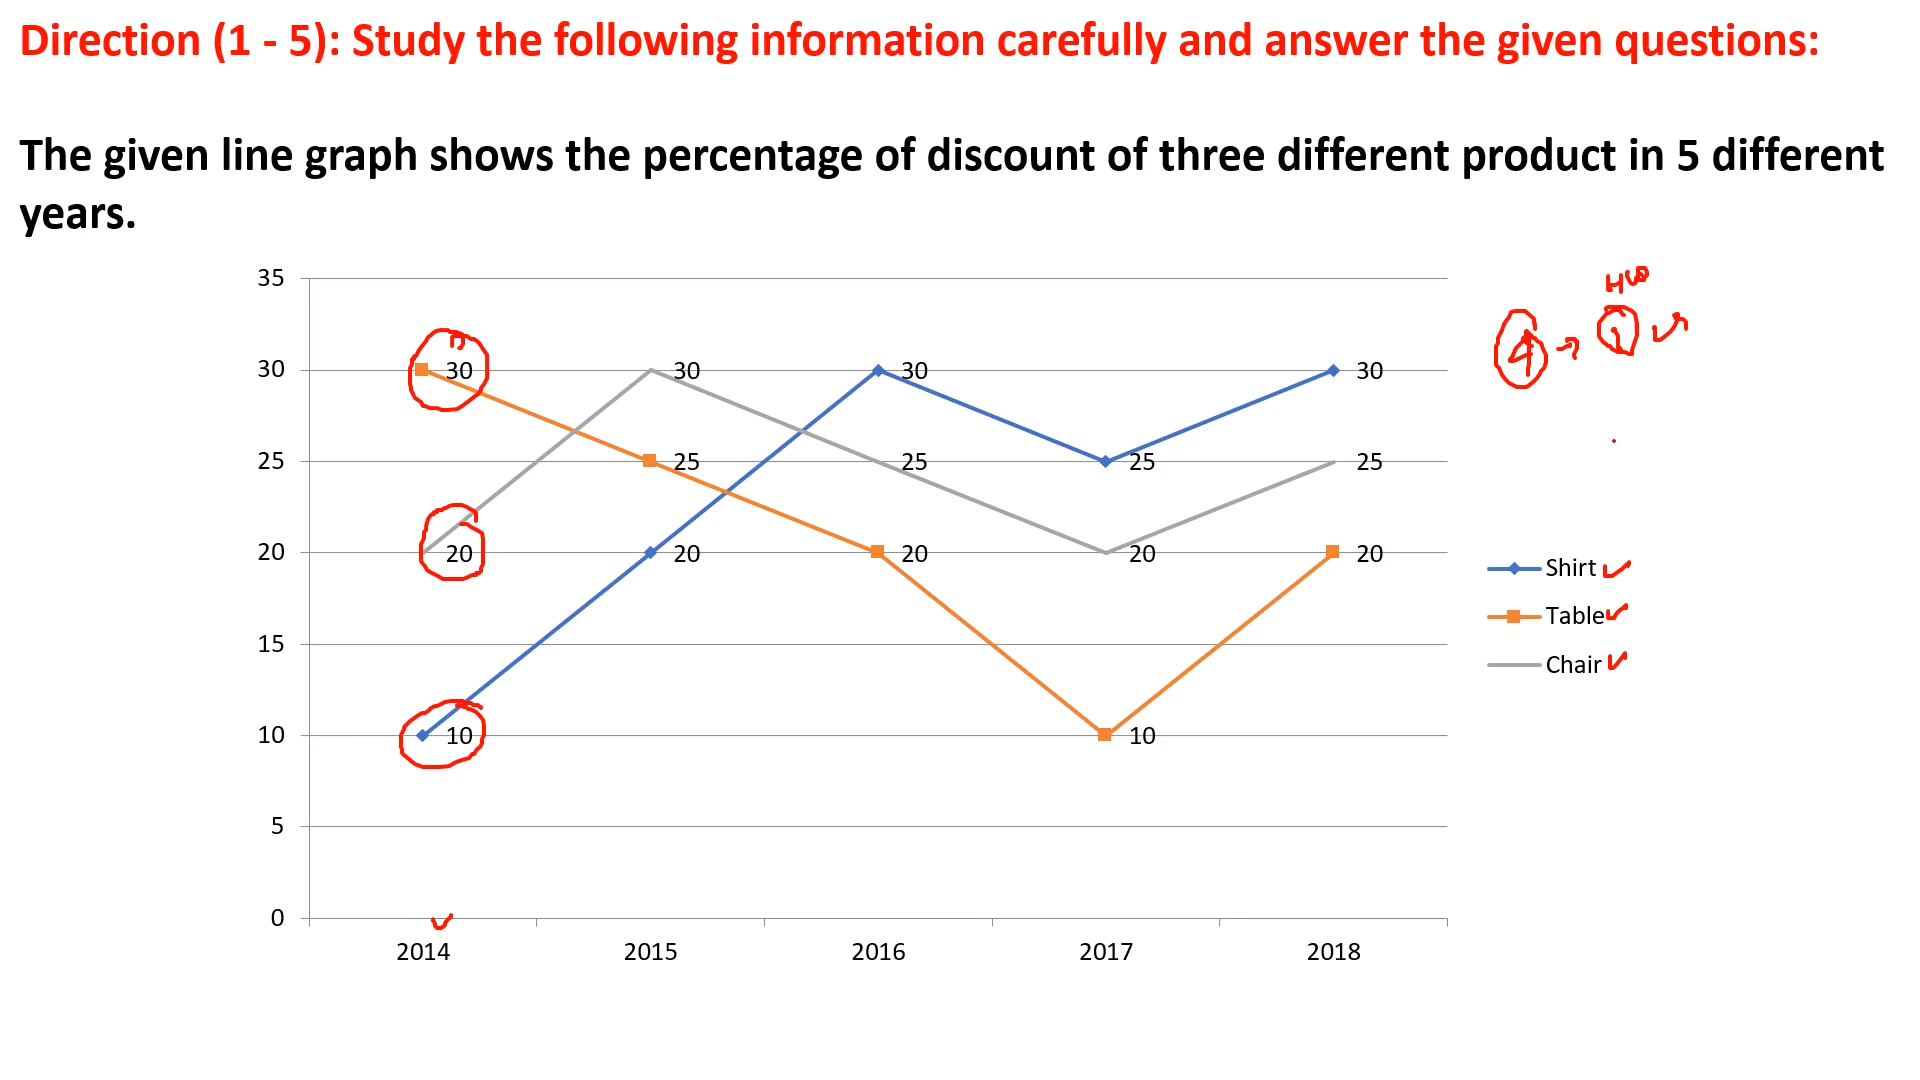 Direction (1 - 5): Study the following information carefully and answer the given questions:
The given line graph shows the percentage of discount of three different product in 5 different
years.
35
30
25
20
15
10
5
0
30 30 30 30
25 25 25 25
20 20 20 20 20
10 10
2014 2015 2016 2017 2018
Shirt
Table
Chair
HW